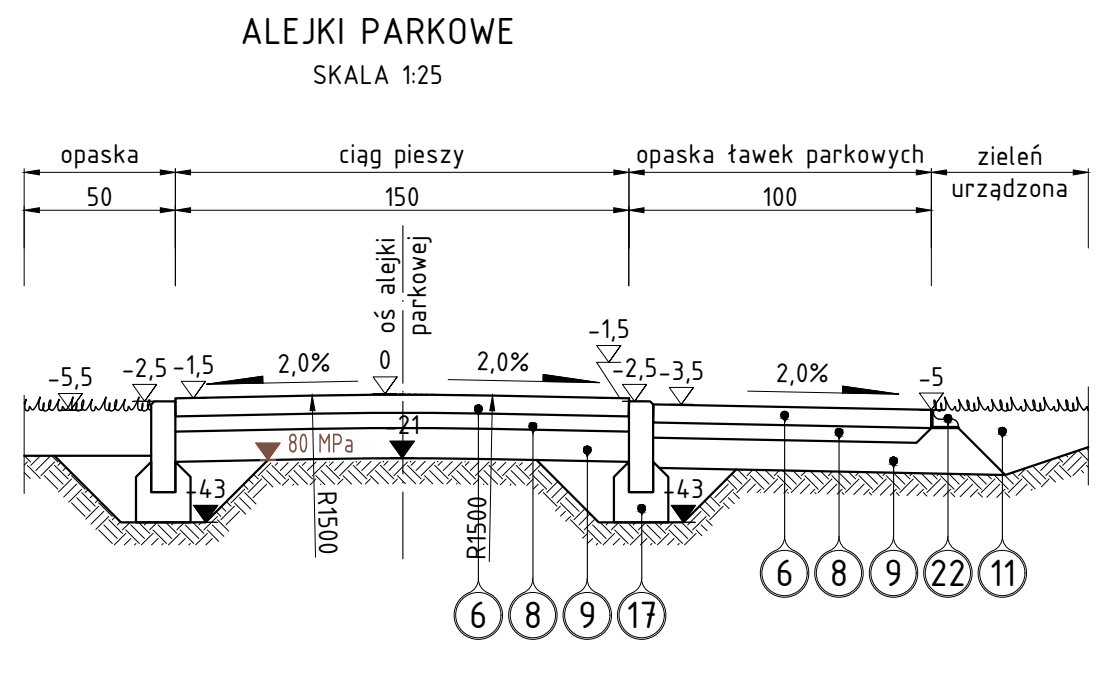 ALEJKI PARKOWE
SKALA 1:25
opaska
ciąg pieszy
opaska ławek parkowych
zieleń
urządzona
50
150
100
oś alejki
parkowej
-5,5
-2,5
-1,5
2,0%
0
2,0%
-1,5
-2,5
-3,5
2,0%
-5
80 MPa
-21
-43
-43
R1500
R1500
6
8
9
17
6
8
9
22
11